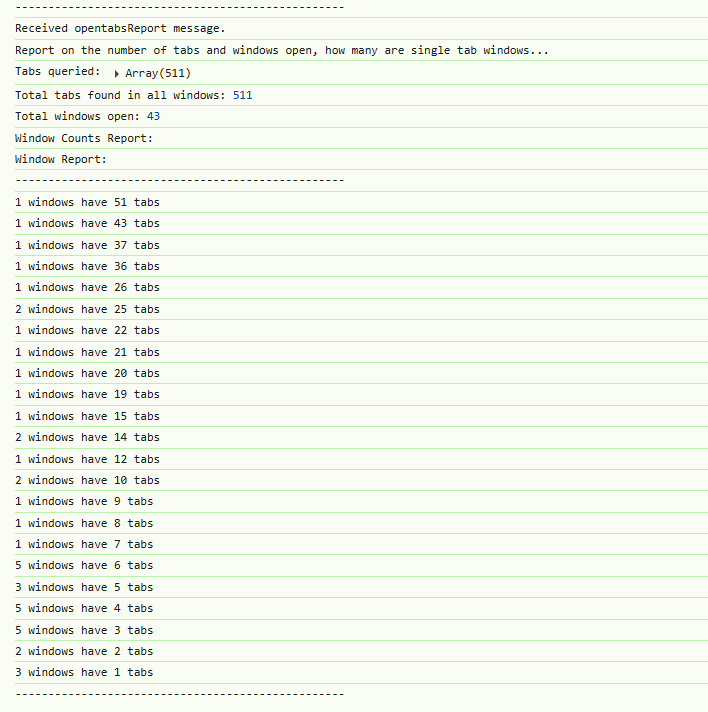 --------------------------------------------------
Received opentabsReport message.
Report on the number of tabs and windows open, how many are single tab windows...
Tabs queried: ▸ Array(511)
Total tabs found in all windows: 511
Total windows open: 43
Window Counts Report:
Window Report:
--------------------------------------------------
1 windows have 51 tabs
1 windows have 43 tabs
1 windows have 37 tabs
1 windows have 36 tabs
1 windows have 26 tabs
2 windows have 25 tabs
1 windows have 22 tabs
1 windows have 21 tabs
1 windows have 20 tabs
1 windows have 19 tabs
1 windows have 15 tabs
2 windows have 14 tabs
1 windows have 12 tabs
2 windows have 10 tabs
1 windows have 9 tabs
1 windows have 8 tabs
1 windows have 7 tabs
5 windows have 6 tabs
3 windows have 5 tabs
5 windows have 4 tabs
5 windows have 3 tabs
2 windows have 2 tabs
3 windows have 1 tabs
--------------------------------------------------